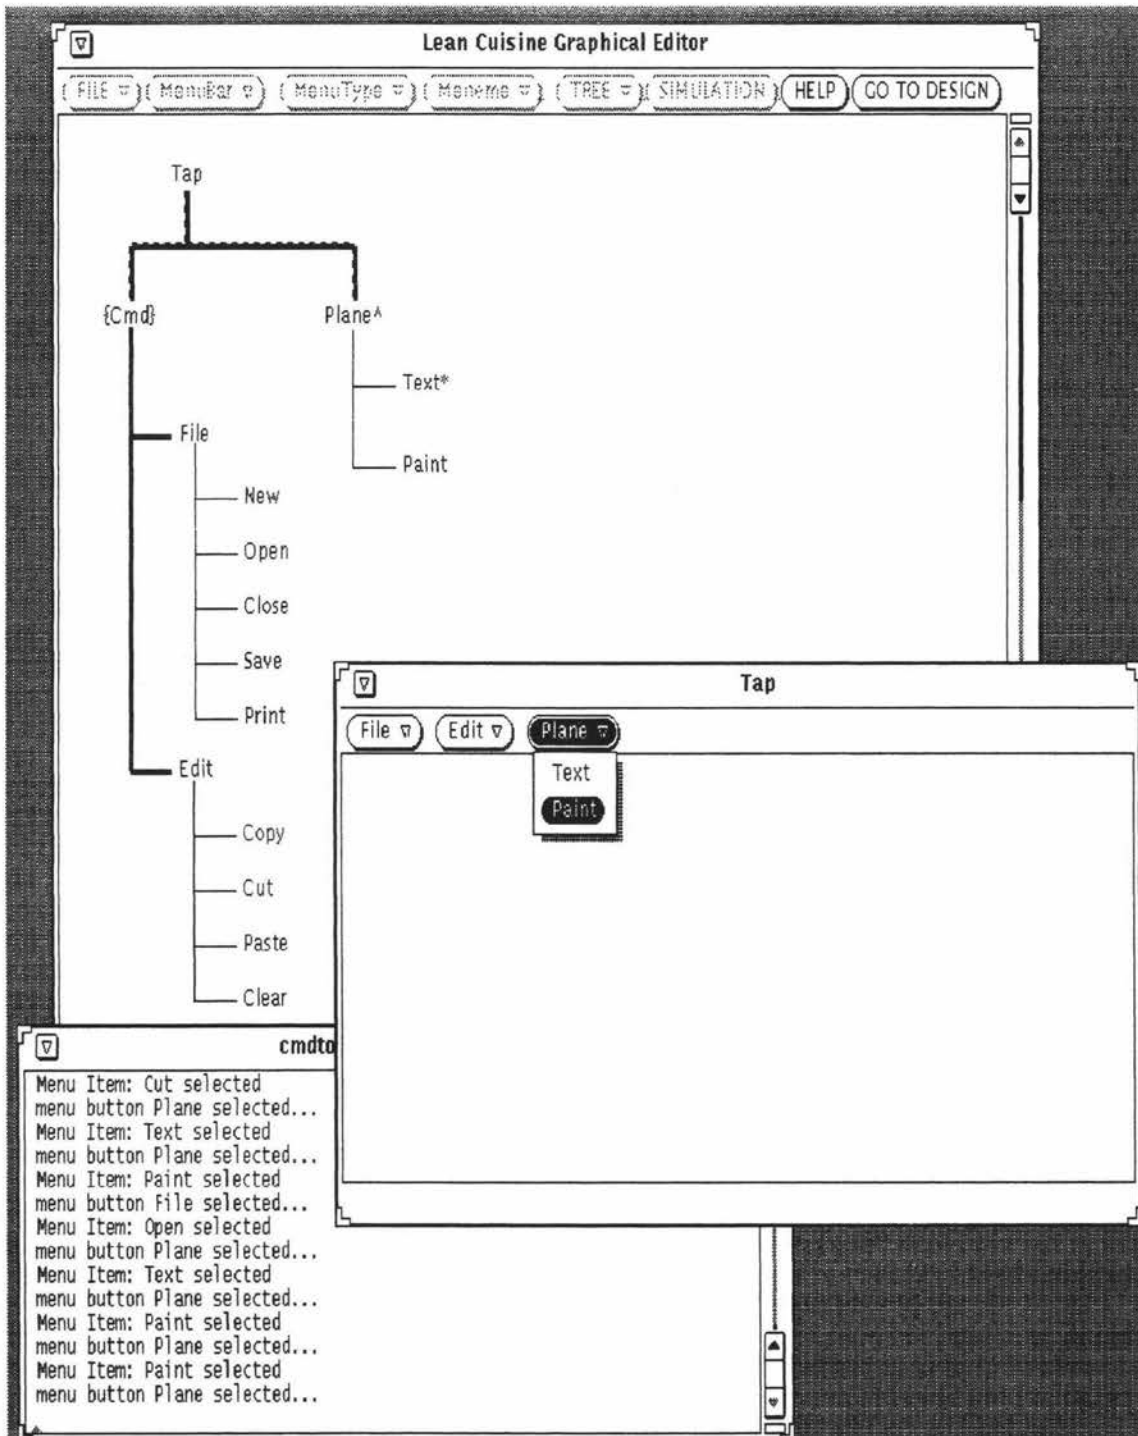 Lean Cuisine Graphical Editor
FILE MenuBar MenuType Meneme TREE SIMULATION HELP GO TO DESIGN
Tap
{Cmd} Plane^
Text*
File
Paint
New
Open
Close
Save
Print
Edit
Copy
Cut
Paste
Clear
Tap
File Edit Plane
Text
Paint
cmdto
Menu Item: Cut selected
menu button Plane selected...
Menu Item: Text selected
menu button Plane selected...
Menu Item: Paint selected
menu button File selected...
Menu Item: Open selected
menu button Plane selected...
Menu Item: Text selected
menu button Plane selected...
Menu Item: Paint selected
menu button Plane selected...
Menu Item: Paint selected
menu button Plane selected...